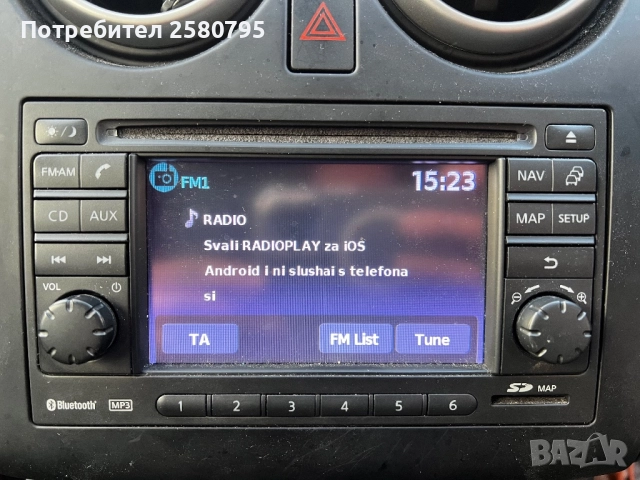 Потребител 2580795
FM1
15:23
FM-AM
NAV
RADIO
CD
AUX
MAP
SETUP
Svali RADIOPLAY za iOS
Android i ni slushai s telefona
si
VOL
TA
FM List
Tune
Bluetooth
MP3
1 2 3 4 5 6
SD MAP
BAZAR